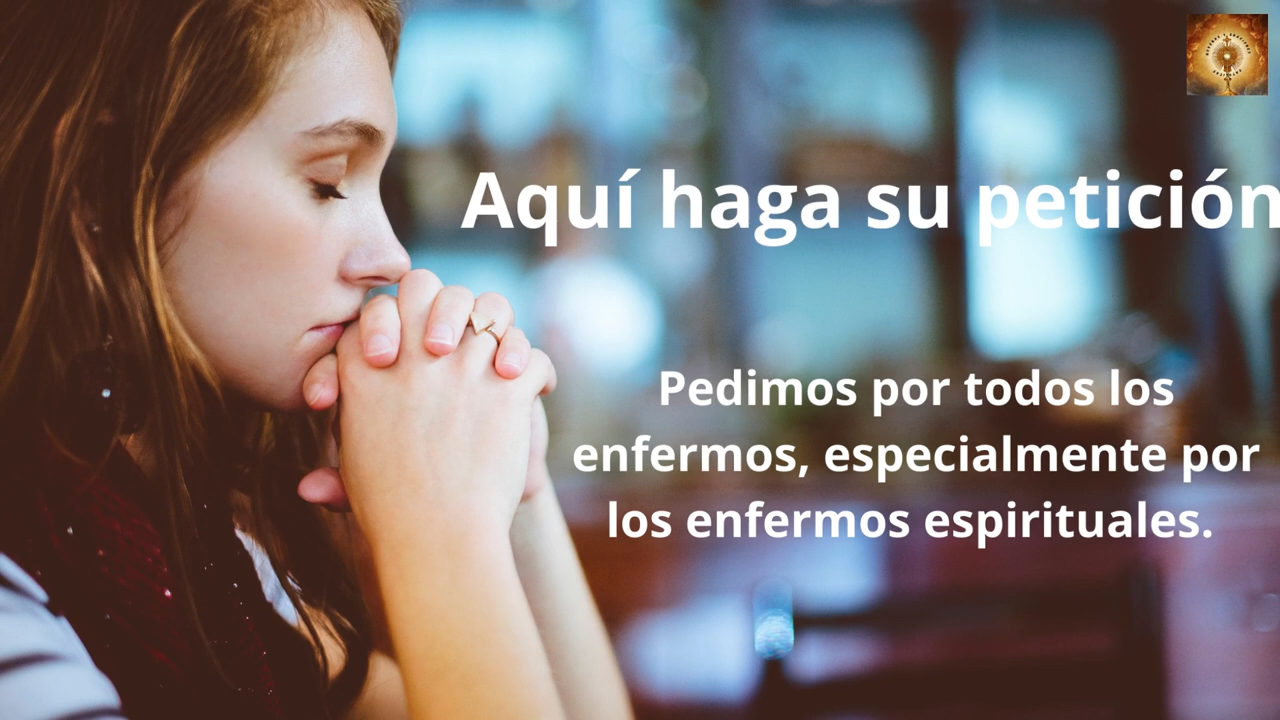 Aquí haga su petición
Pedimos por todos los
enfermos, especialmente por
los enfermos espirituales.